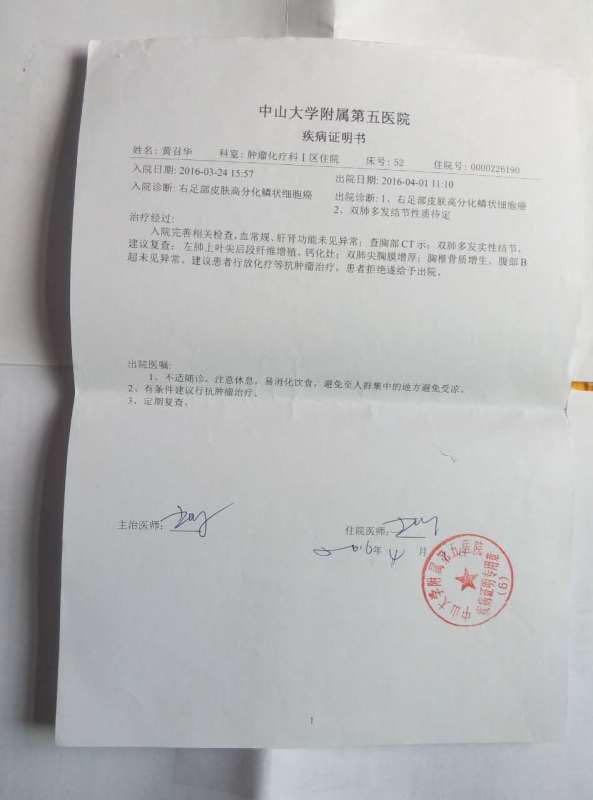 中山大学附属第五医院
疾病证明书
姓名: 黄召华 科室: 肿瘤化疗科Ⅰ区住院 床号: 52 住院号: 0000226190
入院日期: 2016-03-24 15:57 出院日期: 2016-04-01 11:10
入院诊断: 右足部皮肤高分化鳞状细胞癌 出院诊断: 1、右足部皮肤高分化鳞状细胞癌
2、双肺多发结节性质待定
治疗经过:
入院完善相关检查, 血常规、肝肾功能未见异常; 查胸部CT示: 双肺多发实性结节,
建议复查; 左肺上叶尖后段纤维增殖、钙化灶; 双肺尖胸膜增厚; 胸椎骨质增生。腹部B
超未见异常。建议患者行放化疗等抗肿瘤治疗, 患者拒绝遂给予出院。
出院医嘱:
1、不适随诊。注意休息, 易消化饮食, 避免至人群集中的地方避免受凉。
2、有条件建议行抗肿瘤治疗。
3、定期复查。
主治医师: 住院医师:
2016年 4 月
中山大学附属第五医院
疾病证明专用章
(6)
1